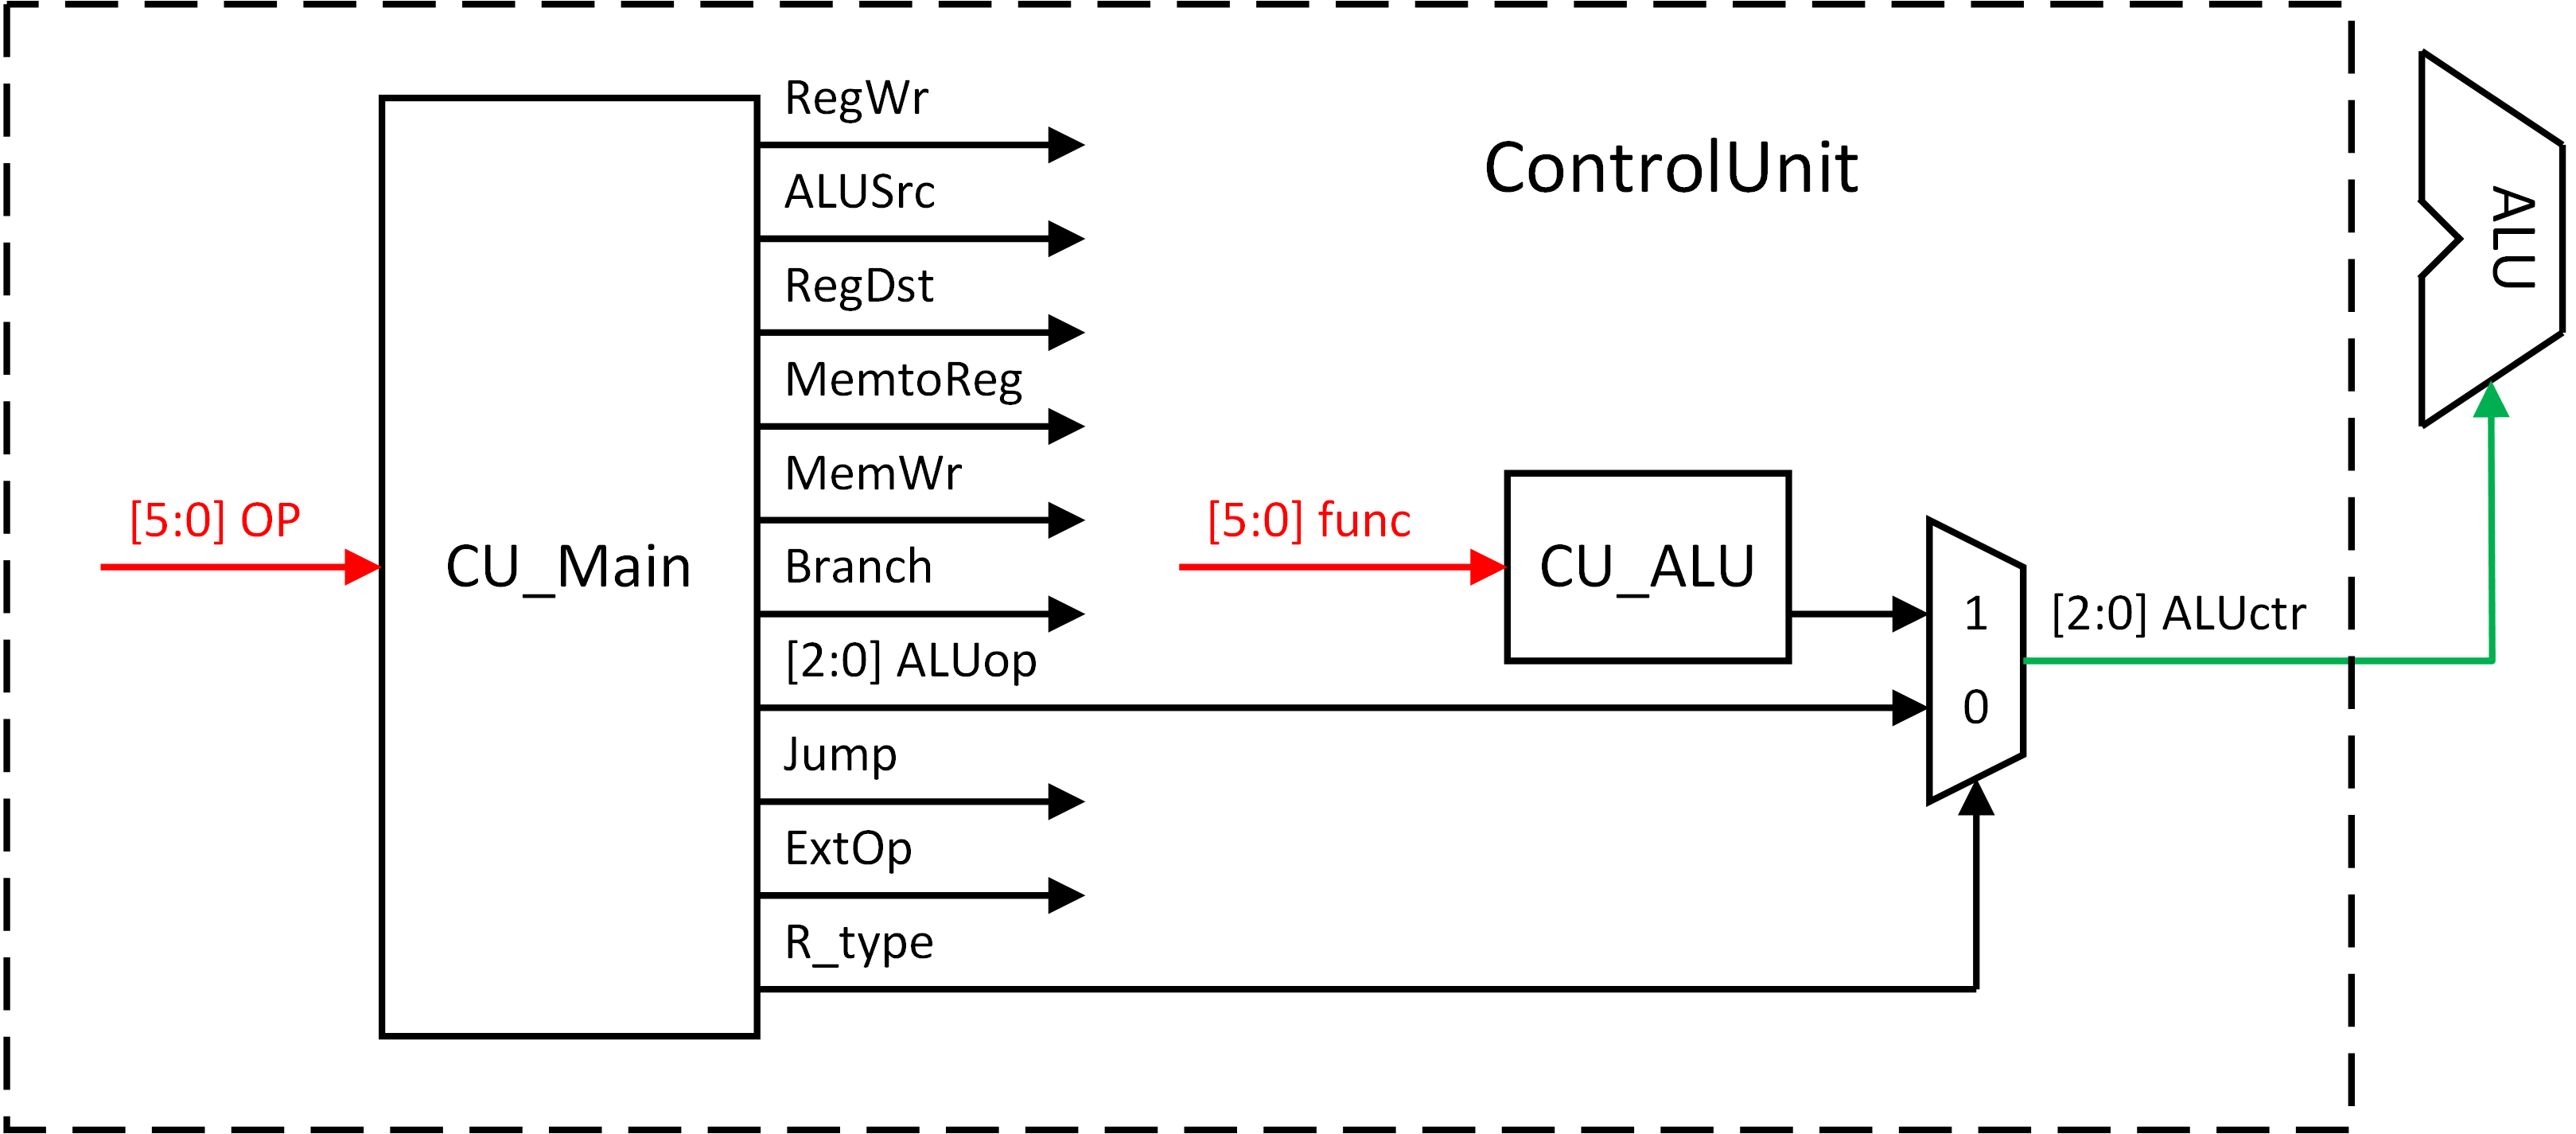 RegWr
ALUSrc
RegDst
MemtoReg
MemWr
Branch
[2:0] ALUop
Jump
ExtOp
R_type
[5:0] OP
CU_Main
ControlUnit
[5:0] func
CU_ALU
1
0
[2:0] ALUctr
ALU